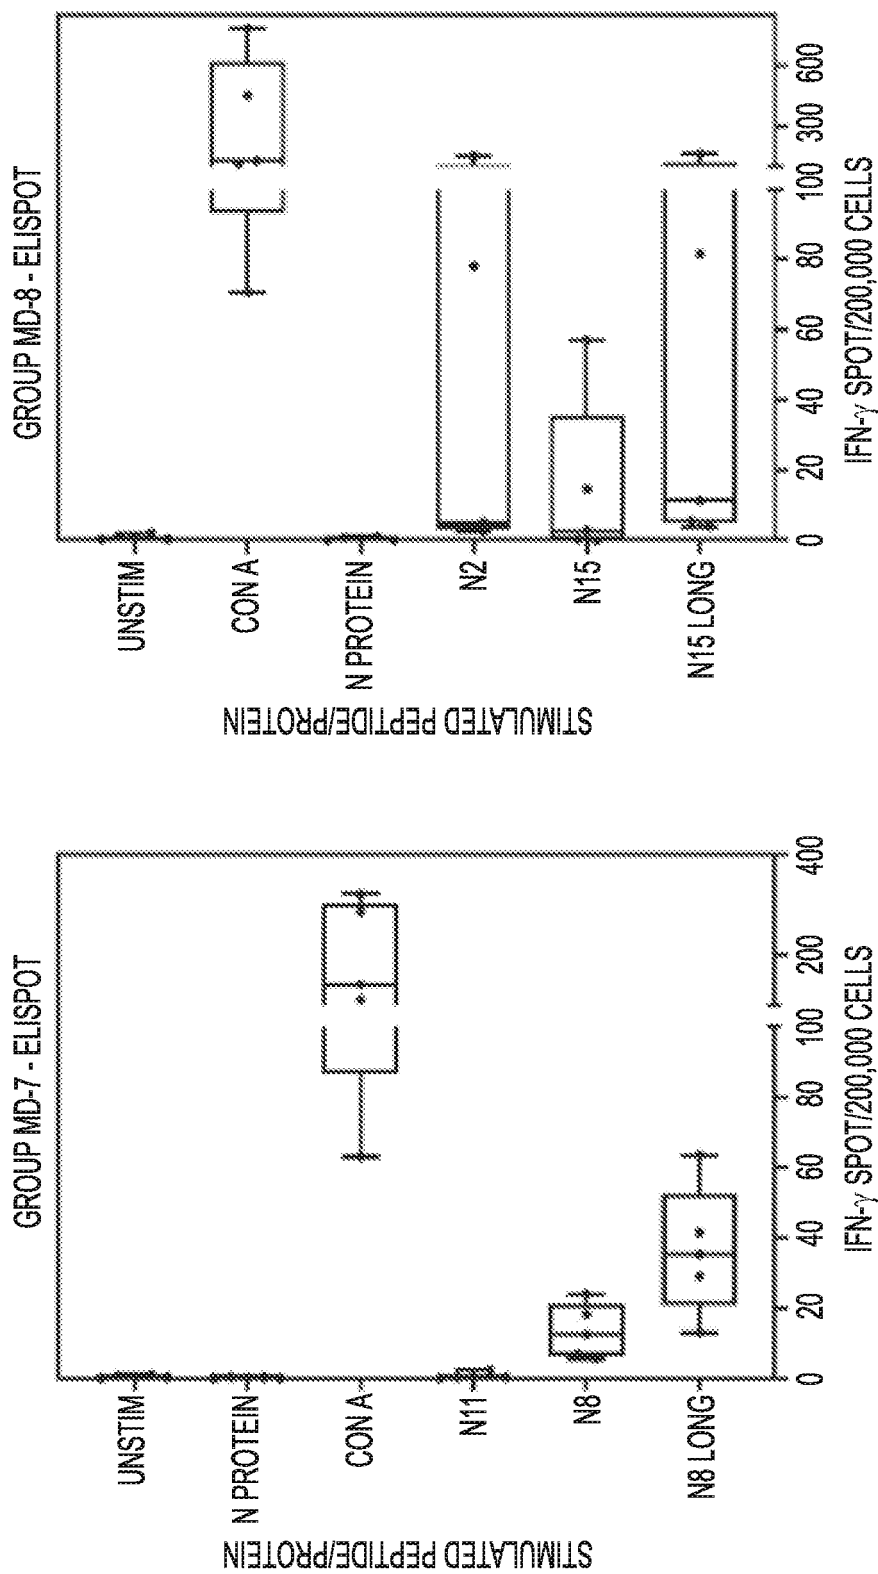 GROUP MD-7 - ELISPOT
STIMULATED PEPTIDE/PROTEIN
UNSTIM
N PROTEIN
CON A
N11
N8
N8 LONG
0
20
40
60
80
100
200
400
IFN-γ SPOT/200,000 CELLS
GROUP MD-8 - ELISPOT
STIMULATED PEPTIDE/PROTEIN
UNSTIM
CON A
N PROTEIN
N2
N15
N15 LONG
0
20
40
60
80
100
300
600
IFN-γ SPOT/200,000 CELLS